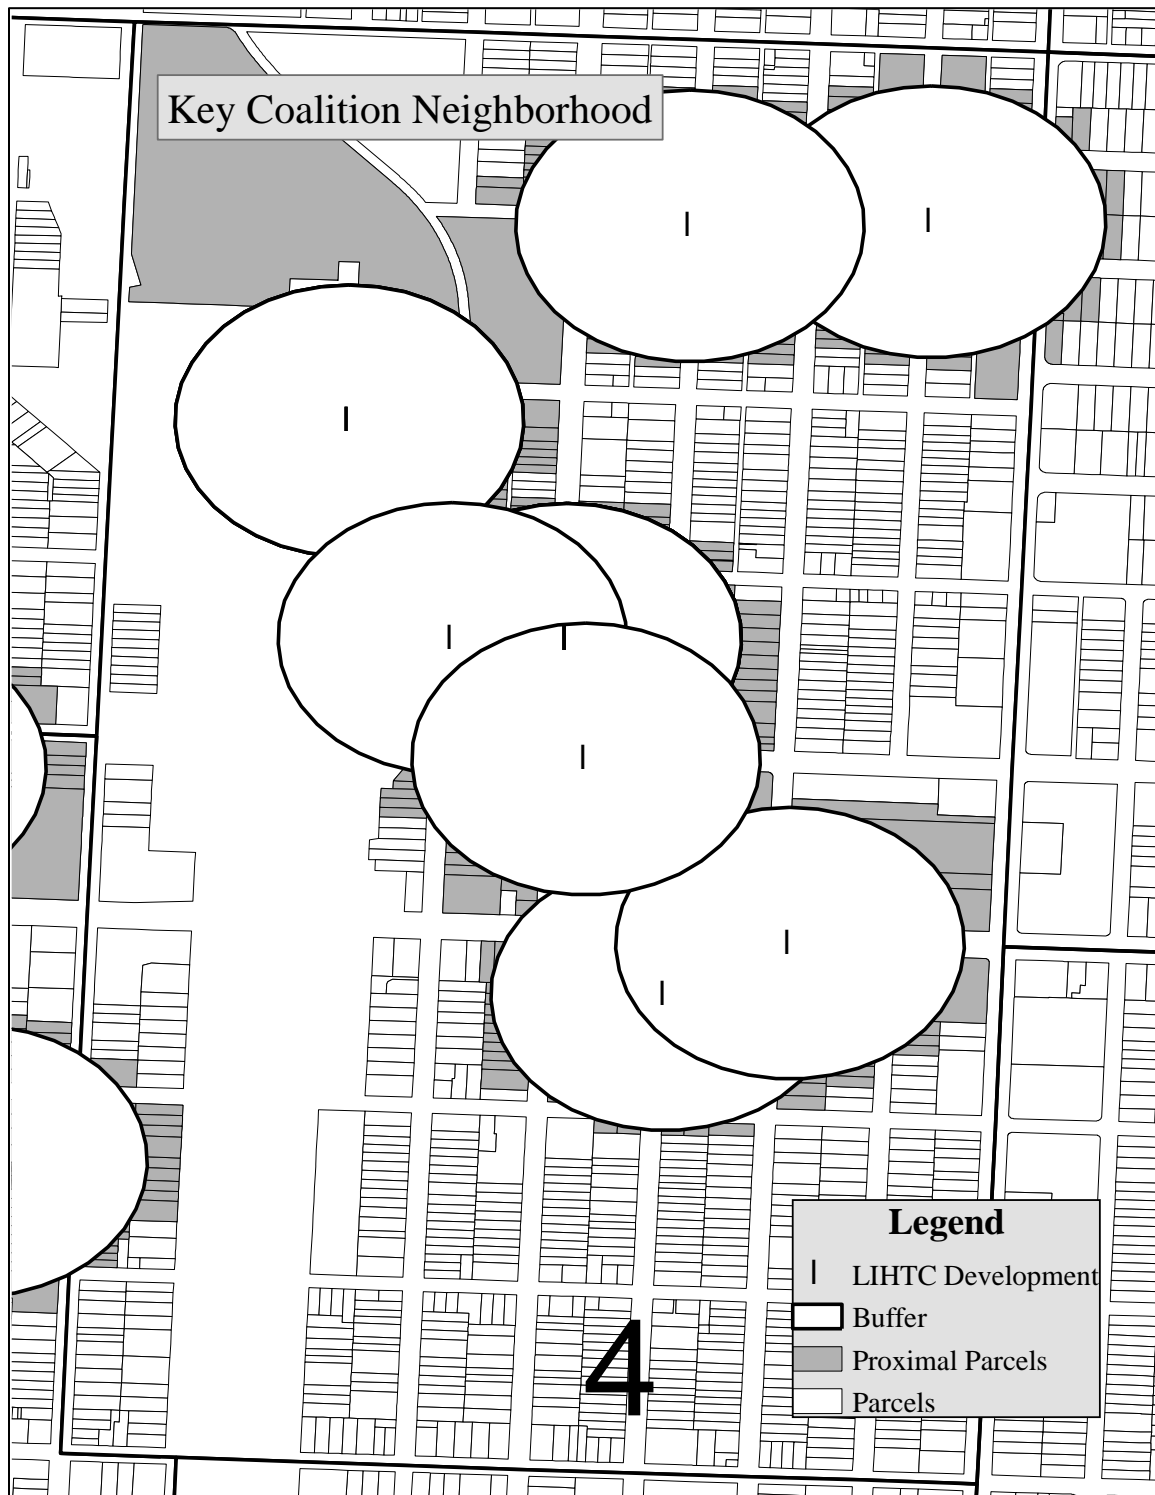 Key Coalition Neighborhood
4
Legend
LIHTC Development
Buffer
Proximal Parcels
Parcels